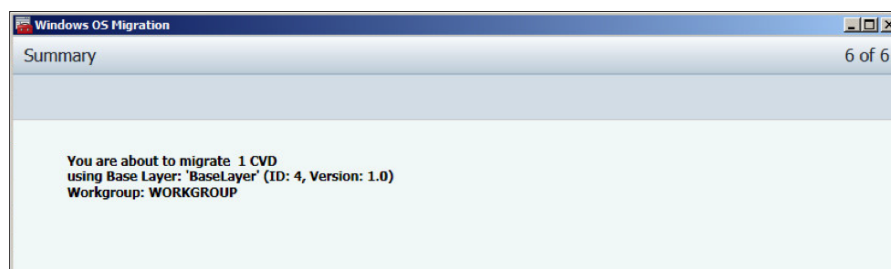 Windows OS Migration
Summary
6 of 6
You are about to migrate 1 CVD
using Base Layer: 'BaseLayer' (ID: 4, Version: 1.0)
Workgroup: WORKGROUP